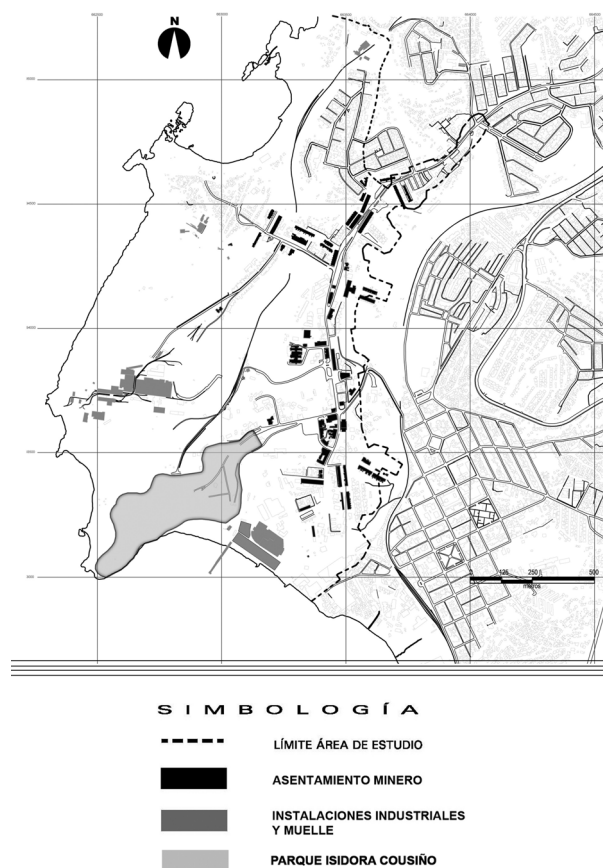 N
125 250 500
metros
SIMBOLOGÍA
LÍMITE ÁREA DE ESTUDIO
ASENTAMIENTO MINERO
INSTALACIONES INDUSTRIALES
Y MUELLE
PARQUE ISIDORA COUSIÑO